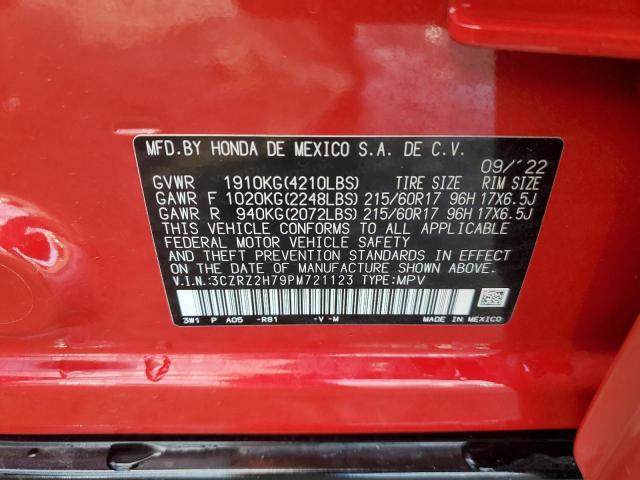 MFD.BY HONDA DE MEXICO S.A. DE C.V.
09/'22
GVWR 1910KG(4210LBS) TIRE SIZE RIM SIZE
GAWR F 1020KG(2248LBS) 215/60R17 96H 17X6.5J
GAWR R 940KG(2072LBS) 215/60R17 96H 17X6.5J
THIS VEHICLE CONFORMS TO ALL APPLICABLE
FEDERAL MOTOR VEHICLE SAFETY
AND THEFT PREVENTION STANDARDS IN
EFFECT ON THE DATE OF MANUFACTURE SHOWN ABOVE.
V.I.N.:3CZRZ2H79PM721123 TYPE:MPV
3W1 P A05 -R81 -V -M MADE IN MEXICO